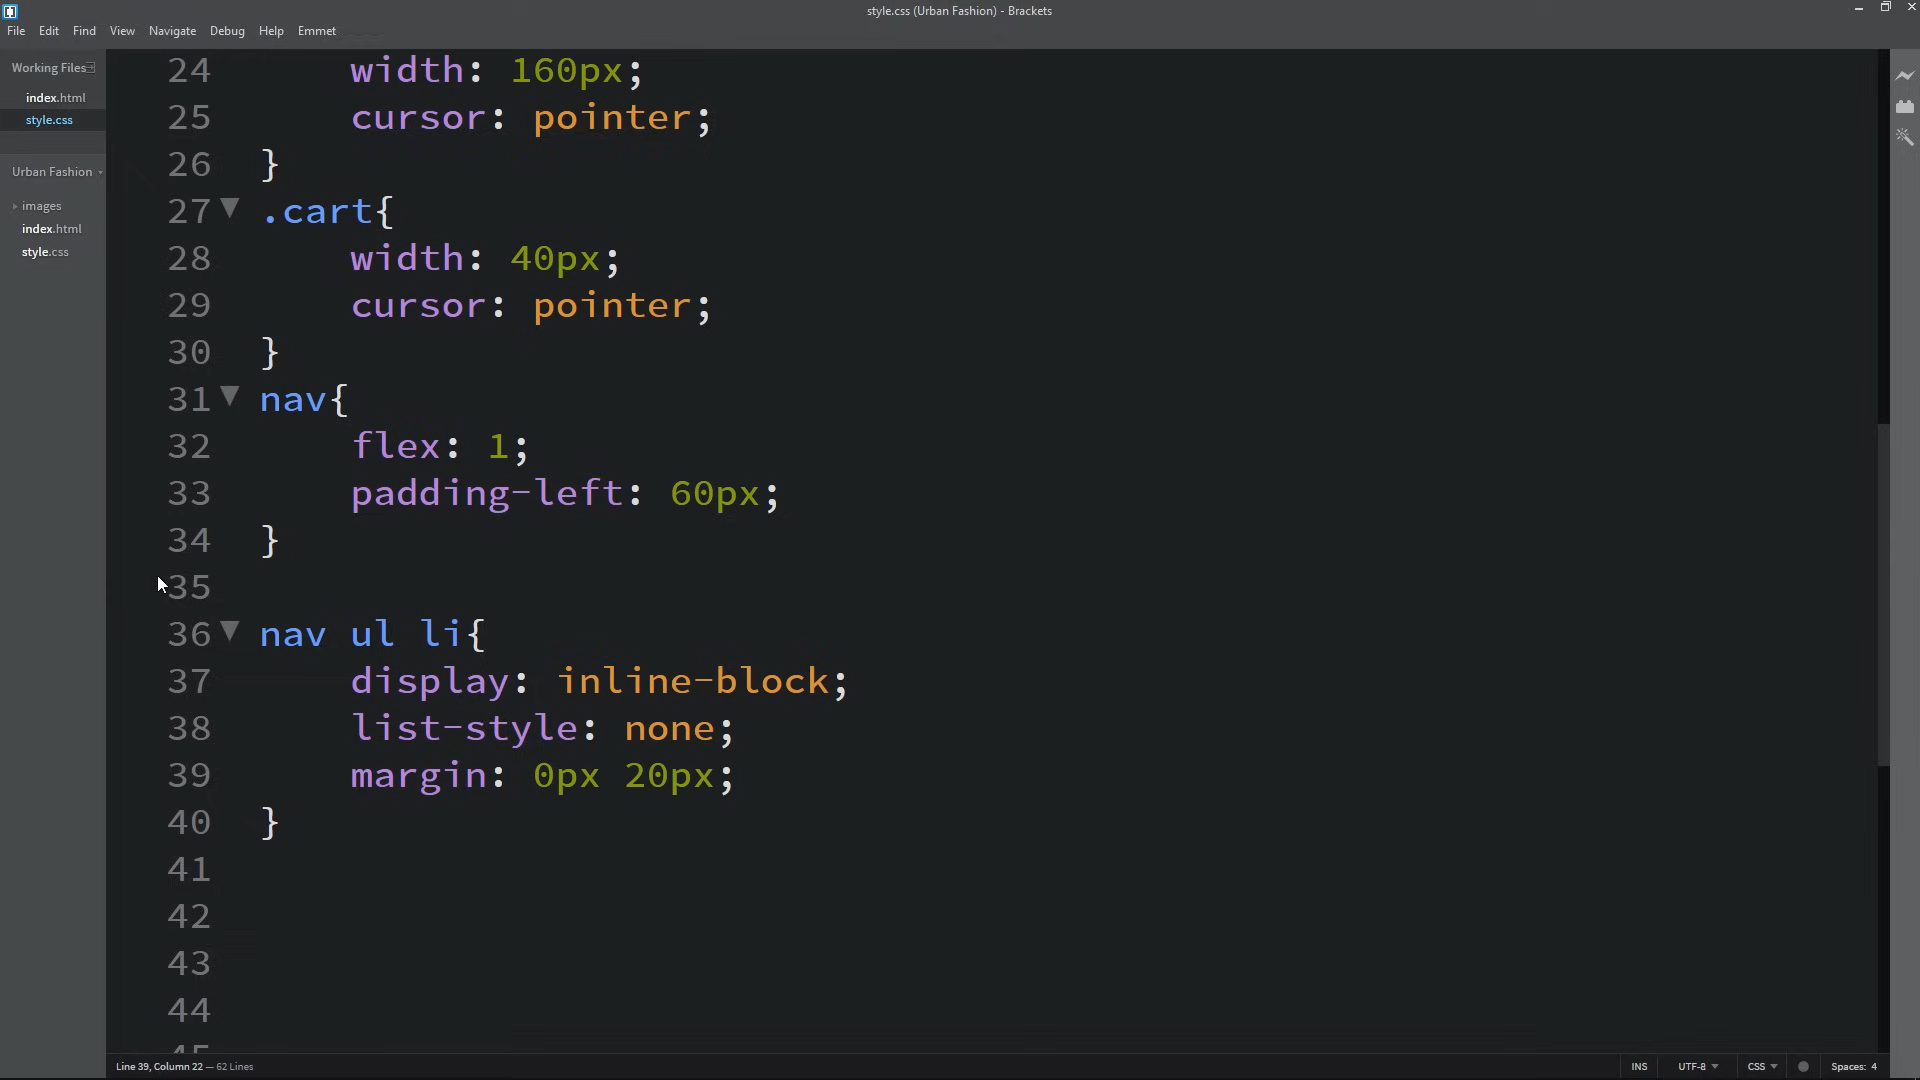 style.css (Urban Fashion) - Brackets
File Edit Find View Navigate Debug Help Emmet
Working Files
index.html
style.css
Urban Fashion
images
index.html
style.css
24 width: 160px;
25 cursor: pointer;
26 }
27 .cart{
28 width: 40px;
29 cursor: pointer;
30 }
31 nav{
32 flex: 1;
33 padding-left: 60px;
34 }
35
36 nav ul li{
37 display: inline-block;
38 list-style: none;
39 margin: 0px 20px;
40 }
41
42
43
44
45
Line 39, Column 22 — 62 Lines
INS UTF-8 CSS Spaces: 4